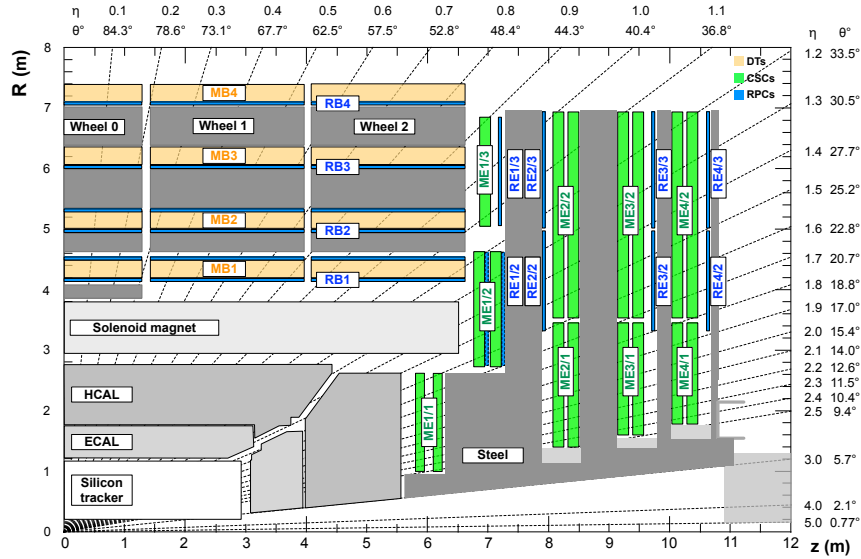 η 0.1 0.2 0.3 0.4 0.5 0.6 0.7 0.8 0.9 1.0 1.1 η θ°
θ° 84.3° 78.6° 73.1° 67.7° 62.5° 57.5° 52.8° 48.4° 44.3° 40.4° 36.8°
R (m)
8
7
6
5
4
3
2
1
0
1.2 33.5°
1.3 30.5°
1.4 27.7°
1.5 25.2°
1.6 22.8°
1.7 20.7°
1.8 18.8°
1.9 17.0°
2.0 15.4°
2.1 14.0°
2.2 12.6°
2.3 11.5°
2.4 10.4°
2.5 9.4°
3.0 5.7°
4.0 2.1°
5.0 0.77°
DTs
CSCs
RPCs
MB4
RB4
Wheel 0
Wheel 1
Wheel 2
MB3
RB3
MB2
RB2
MB1
RB1
Solenoid magnet
HCAL
ECAL
Silicon
tracker
Steel
ME1/3
RE1/3
RE2/3
ME2/2
ME3/2
RE3/3
ME4/2
RE4/3
ME1/2
RE1/2
RE2/2
RE3/2
RE4/2
ME1/1
ME2/1
ME3/1
ME4/1
0 1 2 3 4 5 6 7 8 9 10 11 12
z (m)